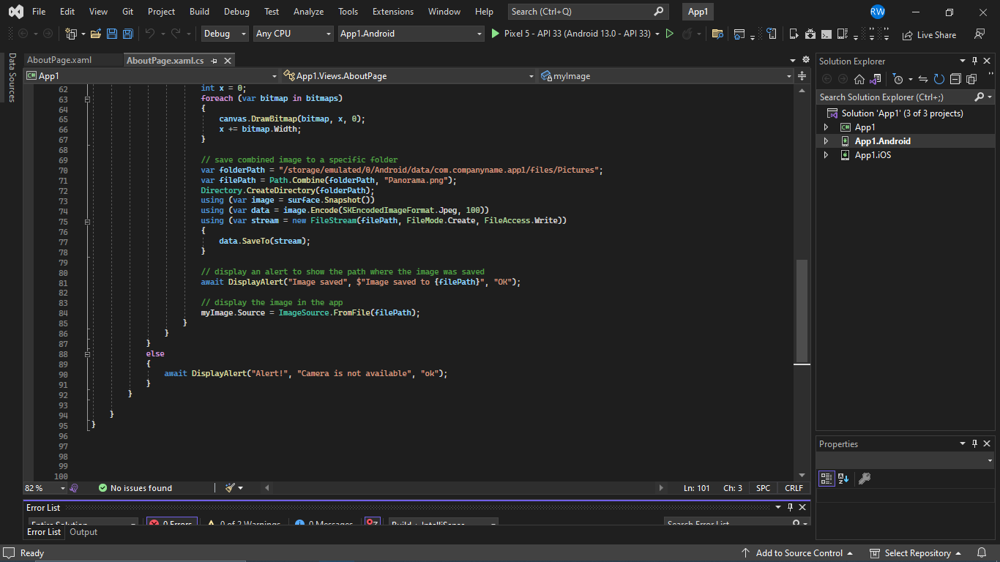 File Edit View Git Project Build Debug Test Analyze Tools Extensions Window Help Search (Ctrl+Q) App1 RW
Debug Any CPU App1.Android Pixel 5 - API 33 (Android 13.0 - API 33) Live Share
Data Sources
AboutPage.xaml AboutPage.xaml.cs
C# App1 App1.Views.AboutPage myImage
62 int x = 0;
63 foreach (var bitmap in bitmaps)
64 {
65 canvas.DrawBitmap(bitmap, x, 0);
66 x += bitmap.Width;
67 }
68
69 // save combined image to a specific folder
70 var folderPath = "/storage/emulated/0/Android/data/com.companyname.app1/files/Pictures";
71 var filePath = Path.Combine(folderPath, "Panorama.png");
72 Directory.CreateDirectory(folderPath);
73 using (var image = surface.Snapshot())
74 using (var data = image.Encode(SKEncodedImageFormat.Jpeg, 100))
75 using (var stream = new FileStream(filePath, FileMode.Create, FileAccess.Write))
76 {
77 data.SaveTo(stream);
78 }
79
80 // display an alert to show the path where the image was saved
81 await DisplayAlert("Image saved", $"Image saved to {filePath}", "OK");
82
83 // display the image in the app
84 myImage.Source = ImageSource.FromFile(filePath);
85 }
86 }
87 }
88 else
89 {
90 await DisplayAlert("Alert!", "Camera is not available", "ok");
91 }
92 }
93
94 }
95 }
96
97
98
99
100
82 % No issues found Ln: 101 Ch: 3 SPC CRLF
Error List
Entire Solution 0 Errors 0 of 2 Warnings 0 Messages Build + IntelliSense Search Error List
Error List Output
Solution Explorer
Search Solution Explorer (Ctrl+;)
Solution 'App1' (3 of 3 projects)
C# App1
App1.Android
App1.iOS
Properties
Ready Add to Source Control Select Repository